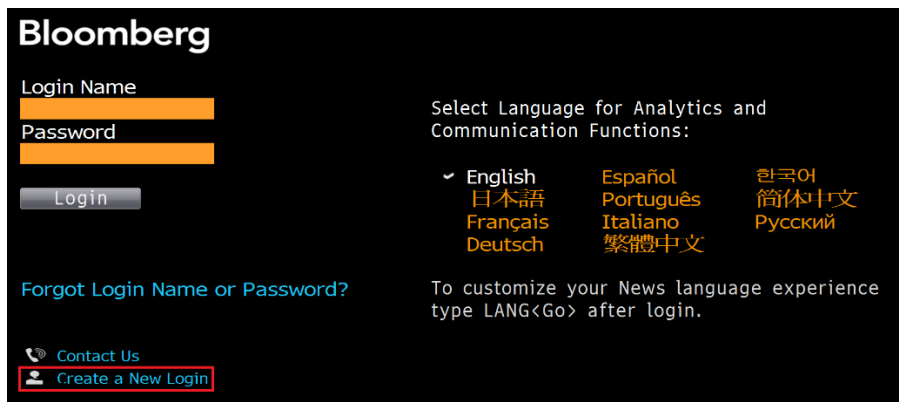 Bloomberg
Login Name
Password
Login
Forgot Login Name or Password?
Contact Us
Create a New Login
Select Language for Analytics and
Communication Functions:
English Español 한국어
日本語 Português 简体中文
Français Italiano Русский
Deutsch 繁體中文
To customize your News language experience
type LANG<Go> after login.